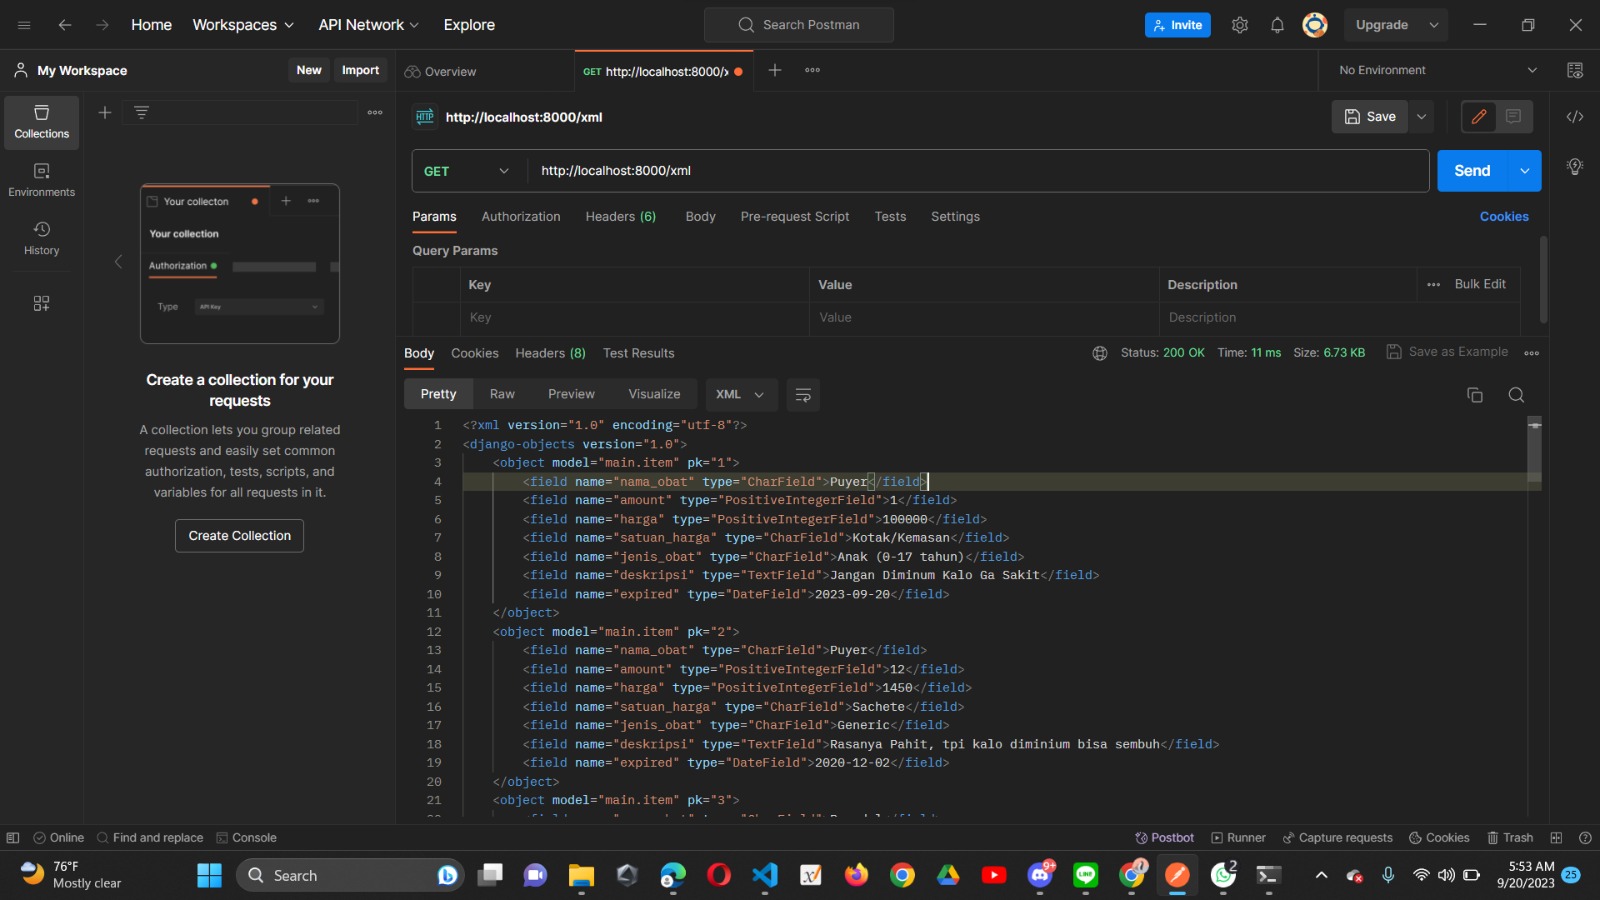 Home Workspaces API Network Explore Search Postman Invite Upgrade
My Workspace New Import Overview GET http://localhost:8000/x No Environment
Collections
Environments
History
Your collecton
Your collection
Authorization
Type API Key
Create a collection for your
requests
A collection lets you group related
requests and easily set common
authorization, tests, scripts, and
variables for all requests in it.
Create Collection
HTTP http://localhost:8000/xml Save
GET http://localhost:8000/xml Send
Params Authorization Headers (6) Body Pre-request Script Tests Settings Cookies
Query Params
Key Value Description Bulk Edit
Key Value Description
Body Cookies Headers (8) Test Results Status: 200 OK Time: 11 ms Size: 6.73 KB Save as Example
Pretty Raw Preview Visualize XML
1 <?xml version="1.0" encoding="utf-8"?>
2 <django-objects version="1.0">
3 <object model="main.item" pk="1">
4 <field name="nama_obat" type="CharField">Puyer</field>
5 <field name="amount" type="PositiveIntegerField">1</field>
6 <field name="harga" type="PositiveIntegerField">100000</field>
7 <field name="satuan_harga" type="CharField">Kotak/Kemasan</field>
8 <field name="jenis_obat" type="CharField">Anak (0-17 tahun)</field>
9 <field name="deskripsi" type="TextField">Jangan Diminum Kalo Ga Sakit</field>
10 <field name="expired" type="DateField">2023-09-20</field>
11 </object>
12 <object model="main.item" pk="2">
13 <field name="nama_obat" type="CharField">Puyer</field>
14 <field name="amount" type="PositiveIntegerField">12</field>
15 <field name="harga" type="PositiveIntegerField">1450</field>
16 <field name="satuan_harga" type="CharField">Sachete</field>
17 <field name="jenis_obat" type="CharField">Generic</field>
18 <field name="deskripsi" type="TextField">Rasanya Pahit, tpi kalo diminium bisa sembuh</field>
19 <field name="expired" type="DateField">2020-12-02</field>
20 </object>
21 <object model="main.item" pk="3">
Online Find and replace Console Postbot Runner Capture requests Cookies Trash
76°F
Mostly clear
Search
9+
2
5:53 AM
9/20/2023
25